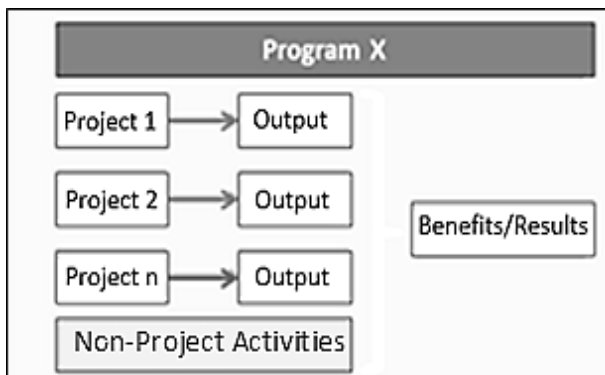 Program X
Project 1
Output
Project 2
Output
Benefits/Results
Project n
Output
Non-Project Activities